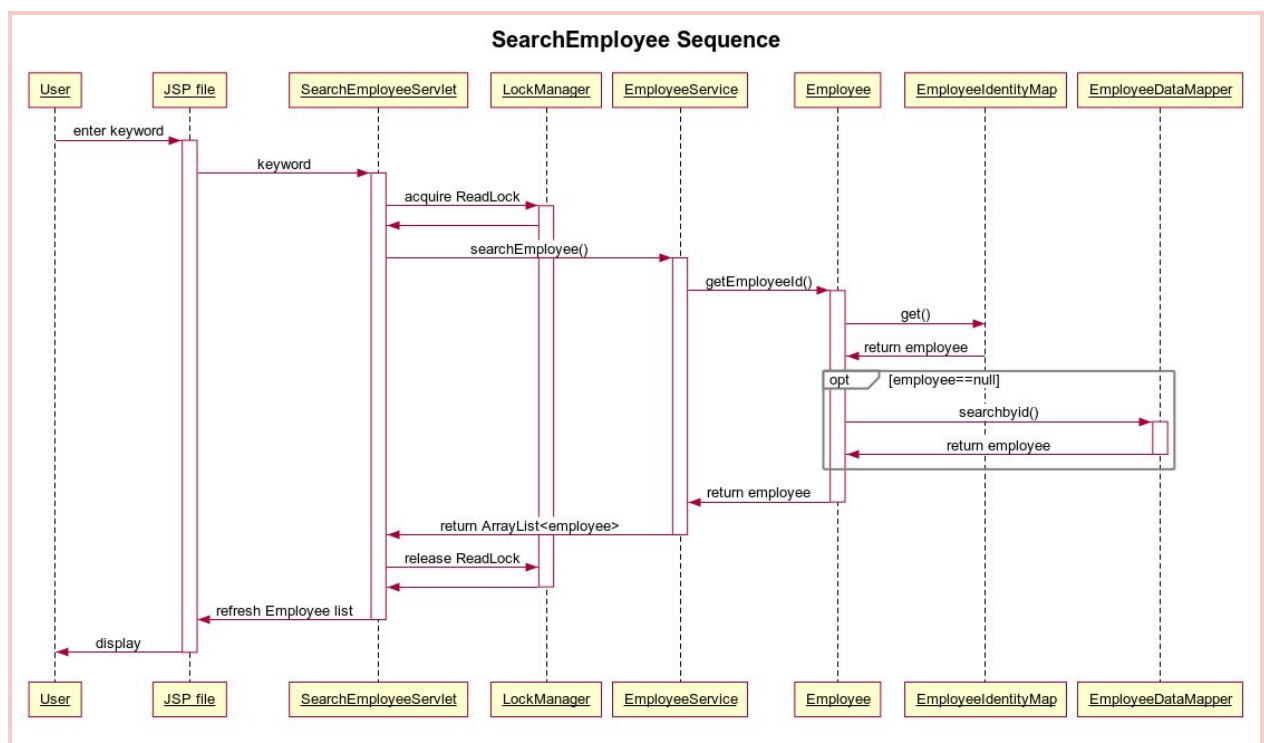 SearchEmployee Sequence
User
JSP file
SearchEmployeeServlet
LockManager
EmployeeService
Employee
EmployeeIdentityMap
EmployeeDataMapper
enter keyword
keyword
acquire ReadLock
searchEmployee()
getEmployeeId()
get()
return employee
opt
[employee==null]
searchbyid()
return employee
return employee
return ArrayList<employee>
release ReadLock
refresh Employee list
display
User
JSP file
SearchEmployeeServlet
LockManager
EmployeeService
Employee
EmployeeIdentityMap
EmployeeDataMapper